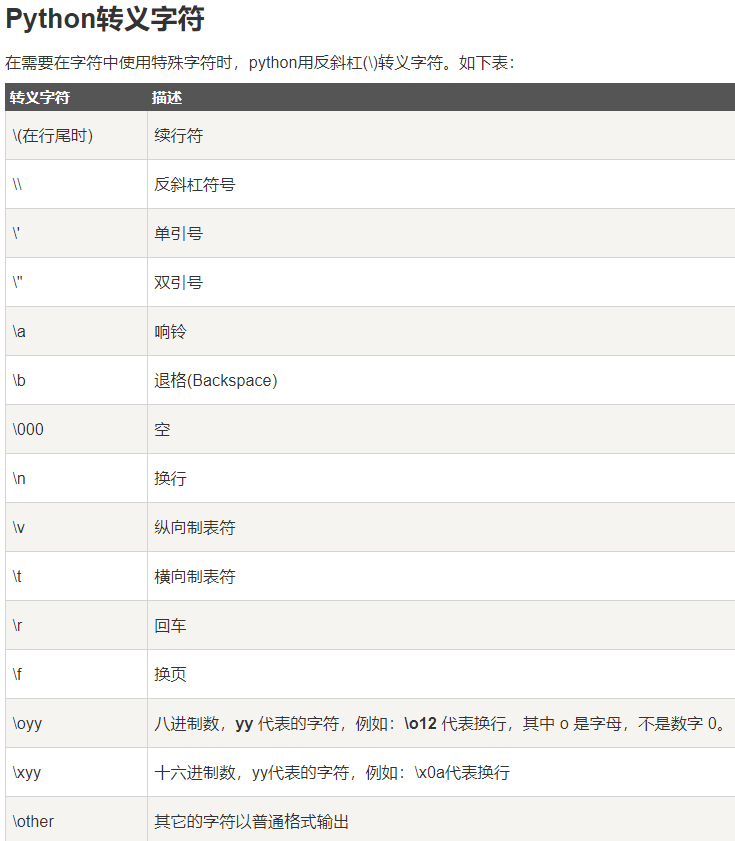 Python转义字符
在需要在字符中使用特殊字符时，python用反斜杠(\)转义字符。如下表：
转义字符 描述
\(在行尾时) 续行符
\\ 反斜杠符号
\' 单引号
\" 双引号
\a 响铃
\b 退格(Backspace)
\000 空
\n 换行
\v 纵向制表符
\t 横向制表符
\r 回车
\f 换页
\oyy 八进制数，yy 代表的字符，例如：\o12 代表换行，其中 o 是字母，不是数字 0。
\xyy 十六进制数，yy代表的字符，例如：\x0a代表换行
\other 其它的字符以普通格式输出